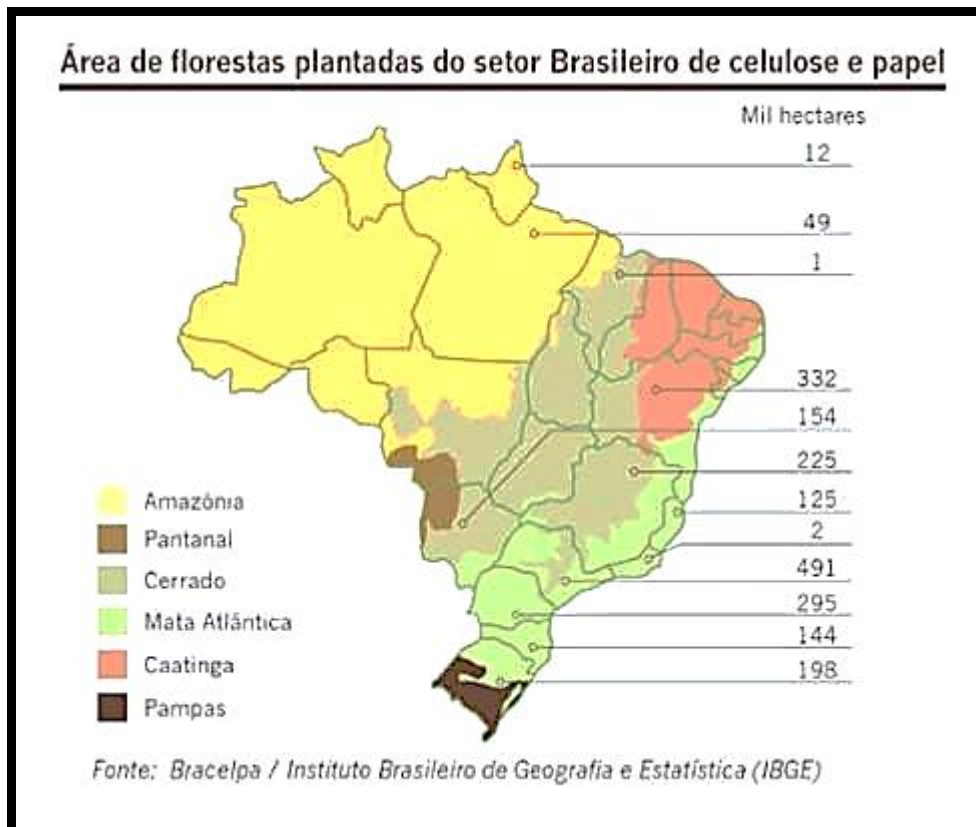 Área de florestas plantadas do setor Brasileiro de celulose e papel
Mil hectares
12
49
1
332
154
225
125
2
491
295
144
198
Amazônia
Pantanal
Cerrado
Mata Atlântica
Caatinga
Pampas
Fonte: Bracelpa / Instituto Brasileiro de Geografia e Estatística (IBGE)